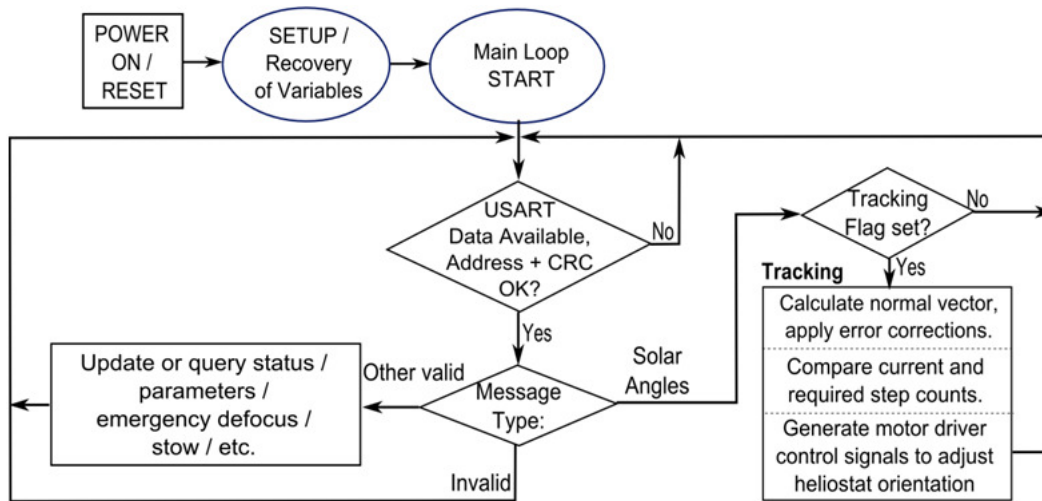 POWER
ON /
RESET
SETUP /
Recovery
of Variables
Main Loop
START
USART
Data Available,
Address + CRC
OK?
No
Yes
Tracking
Flag set?
No
Yes
Tracking
Calculate normal vector,
apply error corrections.
Compare current and
required step counts.
Generate motor driver
control signals to adjust
heliostat orientation
Solar
Angles
Message
Type:
Other valid
Invalid
Update or query status /
parameters /
emergency defocus /
stow / etc.